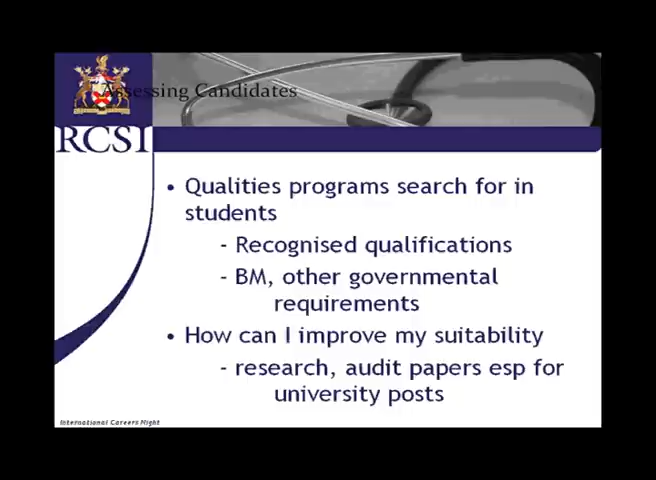 Assessing Candidates
RCSI
• Qualities programs search for in
students
- Recognised qualifications
- BM, other governmental
requirements
• How can I improve my suitability
- research, audit papers esp for
university posts
International Careers Night